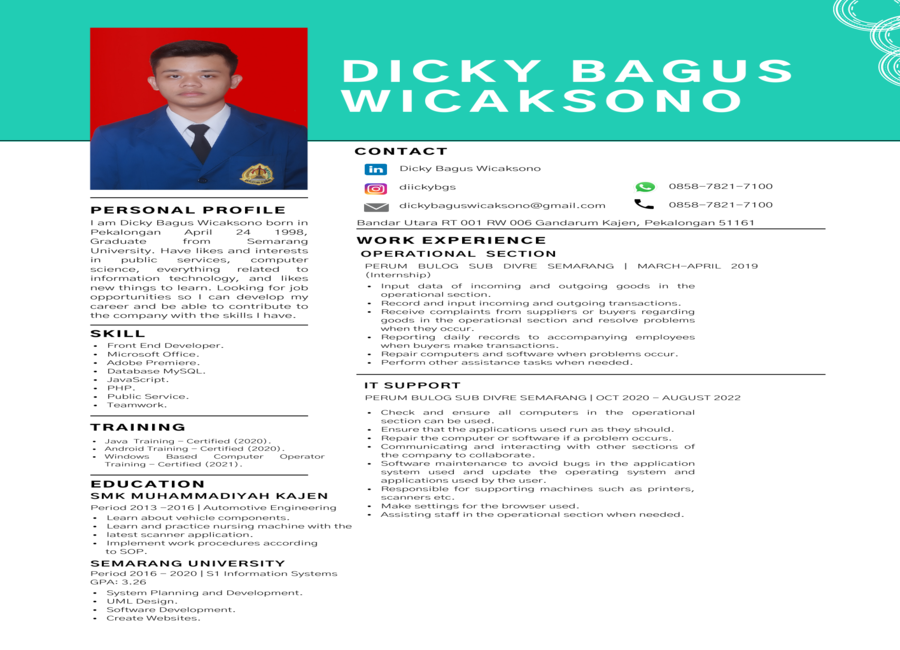 DICKY BAGUS
WICAKSONO
CONTACT
Dicky Bagus Wicaksono
diickybgs
0858-7821-7100
dickybaguswicaksono@gmail.com
0858-7821-7100
Bandar Utara RT 001 RW 006 Gandarum Kajen, Pekalongan 51161
PERSONAL PROFILE
I am Dicky Bagus Wicaksono born in
Pekalongan April 24 1998,
Graduate from Semarang
University. Have likes and interests
in public services, computer
science, everything related to
information technology, and likes
new things to learn. Looking for job
opportunities so I can develop my
career and be able to contribute to
the company with the skills I have.
SKILL
• Front End Developer.
• Microsoft Office.
• Adobe Premiere.
• Database MySQL.
• JavaScript.
• PHP.
• Public Service.
• Teamwork.
TRAINING
• Java Training – Certified (2020).
• Android Training – Certified (2020).
• Windows Based Computer Operator
Training – Certified (2021).
EDUCATION
SMK MUHAMMADIYAH KAJEN
Period 2013 –2016 | Automotive Engineering
• Learn about vehicle components.
• Learn and practice nursing machine with the
• latest scanner application.
• Implement work procedures according
to SOP.
SEMARANG UNIVERSITY
Period 2016 – 2020 | S1 Information Systems
GPA: 3.26
• System Planning and Development.
• UML Design.
• Software Development.
• Create Websites.
WORK EXPERIENCE
OPERATIONAL SECTION
PERUM BULOG SUB DIVRE SEMARANG | MARCH–APRIL 2019
(Internship)
• Input data of incoming and outgoing goods in the
operational section.
• Record and input incoming and outgoing transactions.
• Receive complaints from suppliers or buyers regarding
goods in the operational section and resolve problems
when they occur.
• Reporting daily records to accompanying employees
when buyers make transactions.
• Repair computers and software when problems occur.
• Perform other assistance tasks when needed.
IT SUPPORT
PERUM BULOG SUB DIVRE SEMARANG | OCT 2020 – AUGUST 2022
• Check and ensure all computers in the operational
section can be used.
• Ensure that the applications used run as they should.
• Repair the computer or software if a problem occurs.
• Communicating and interacting with other sections of
the company to collaborate.
• Software maintenance to avoid bugs in the application
system used and update the operating system and
applications used by the user.
• Responsible for supporting machines such as printers,
scanners etc.
• Make settings for the browser used.
• Assisting staff in the operational section when needed.